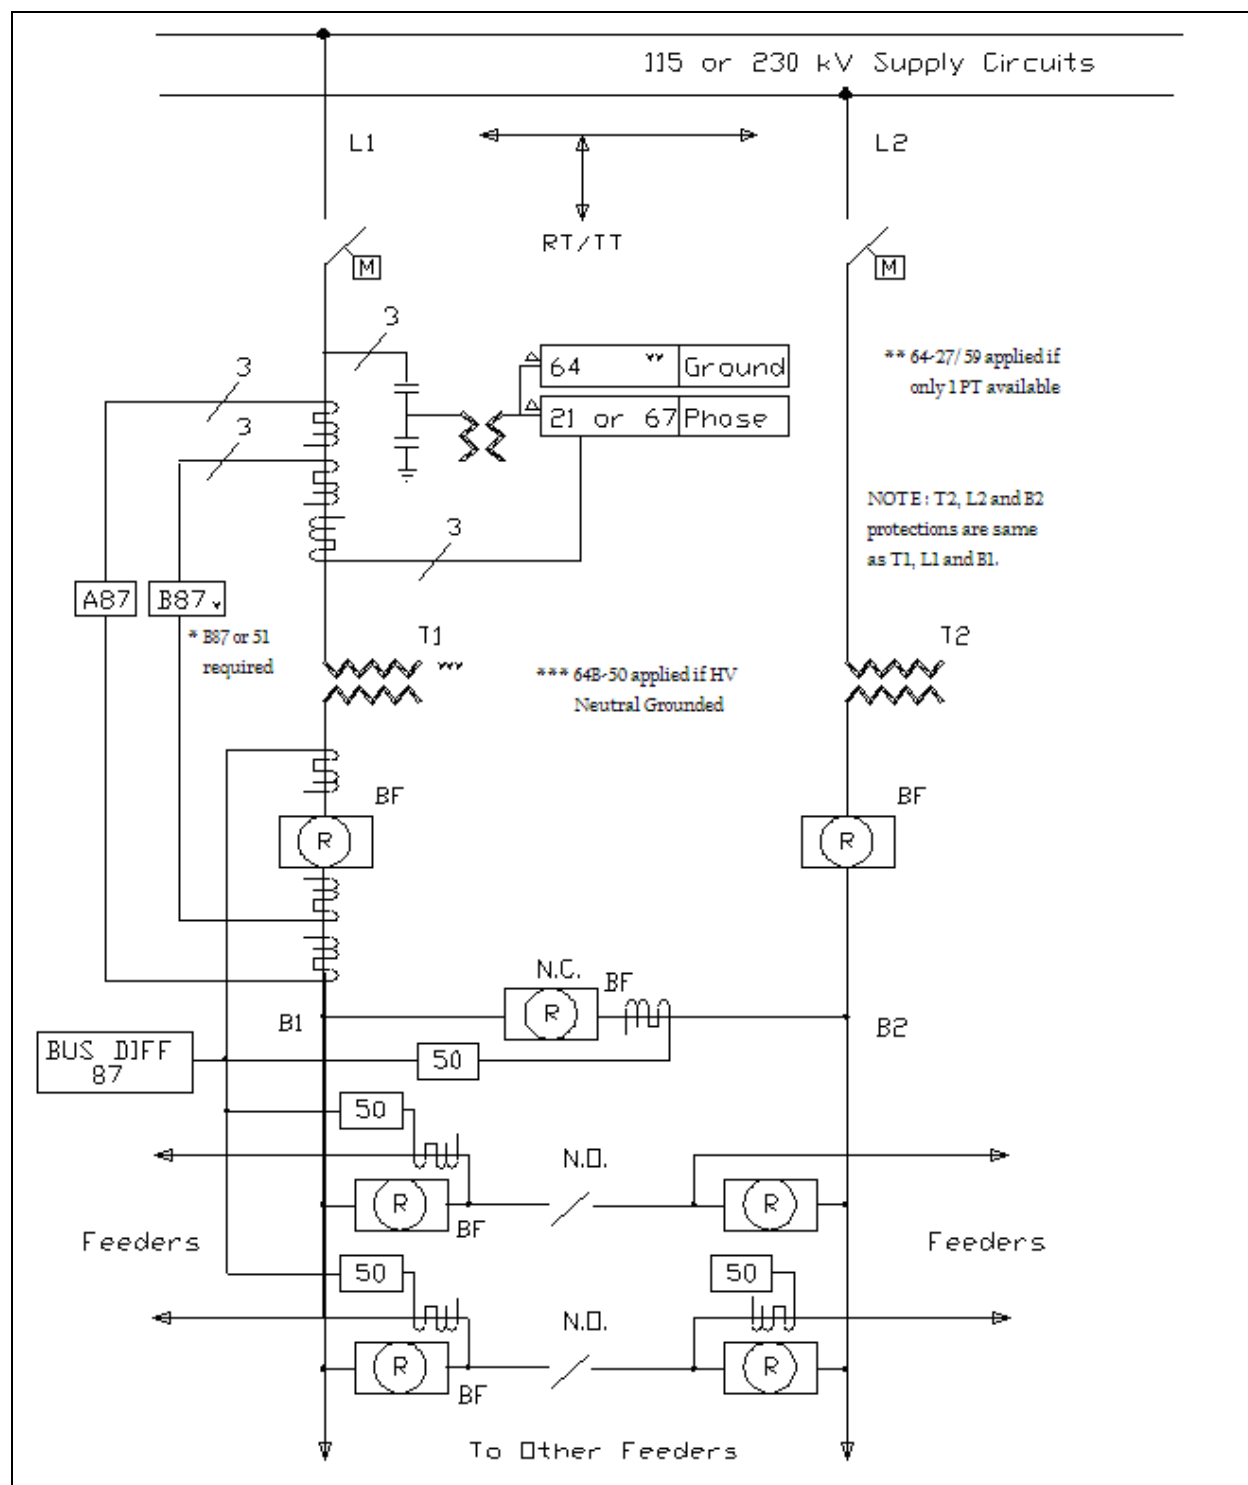 115 or 230 kV Supply Circuits
L1
L2
RT/TT
M
M
3
3
3
64 ** Ground
21 or 67 Phase
** 64-27/59 applied if
only 1 PT available
3
NOTE: T2, L2 and B2
protections are same
as T1, L1 and B1.
A87
B87 *
* B87 or 51
required
T1 ***
T2
*** 64B-50 applied if HV
Neutral Grounded
BF
BF
R
R
N.C.
BF
R
B1
B2
BUS DIFF
87
50
50
N.O.
R
R
BF
Feeders
Feeders
50
50
N.O.
R
R
BF
To Other Feeders